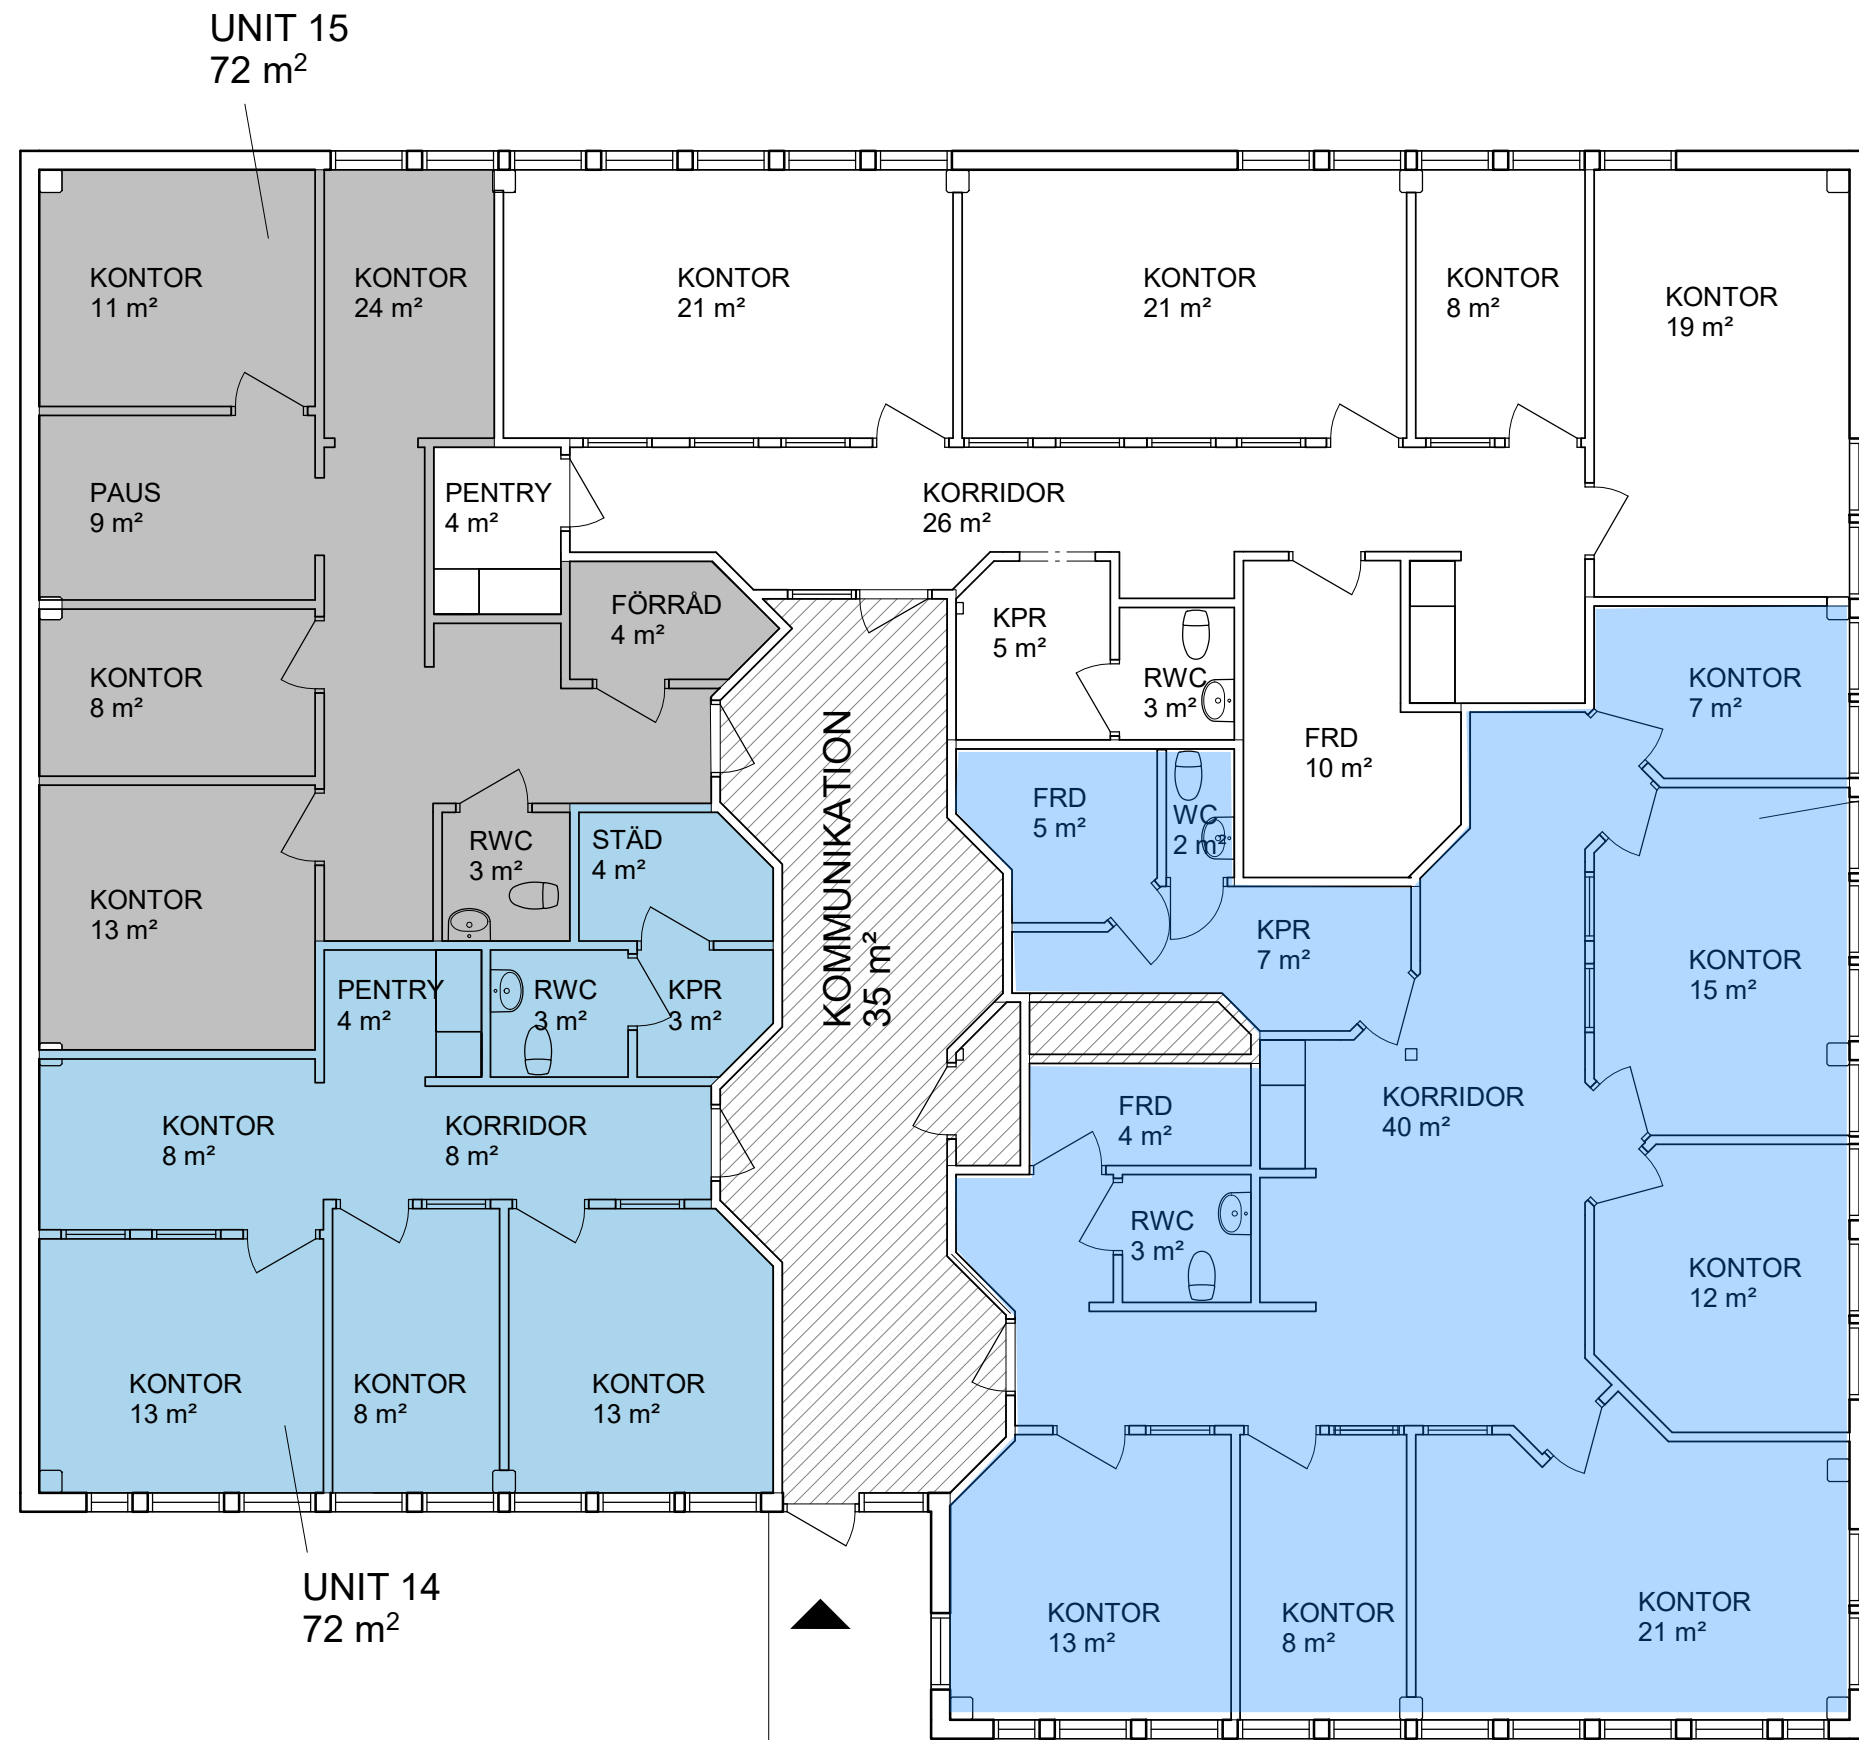 UNIT 15
72 m²
KONTOR
11 m²
KONTOR
24 m²
KONTOR
21 m²
KONTOR
21 m²
KONTOR
8 m²
KONTOR
19 m²
PAUS
9 m²
PENTRY
4 m²
KORRIDOR
26 m²
FÖRRÅD
4 m²
KPR
5 m²
RWC
3 m²
KONTOR
8 m²
KONTOR
7 m²
FRD
10 m²
KOMMUNIKATION
35 m²
FRD
5 m²
WC
2 m²
RWC
3 m²
STÄD
4 m²
KONTOR
13 m²
KPR
7 m²
KONTOR
15 m²
PENTRY
4 m²
RWC
3 m²
KPR
3 m²
KONTOR
8 m²
KORRIDOR
8 m²
FRD
4 m²
KORRIDOR
40 m²
RWC
3 m²
KONTOR
12 m²
KONTOR
13 m²
KONTOR
8 m²
KONTOR
13 m²
UNIT 14
72 m²
KONTOR
13 m²
KONTOR
8 m²
KONTOR
21 m²